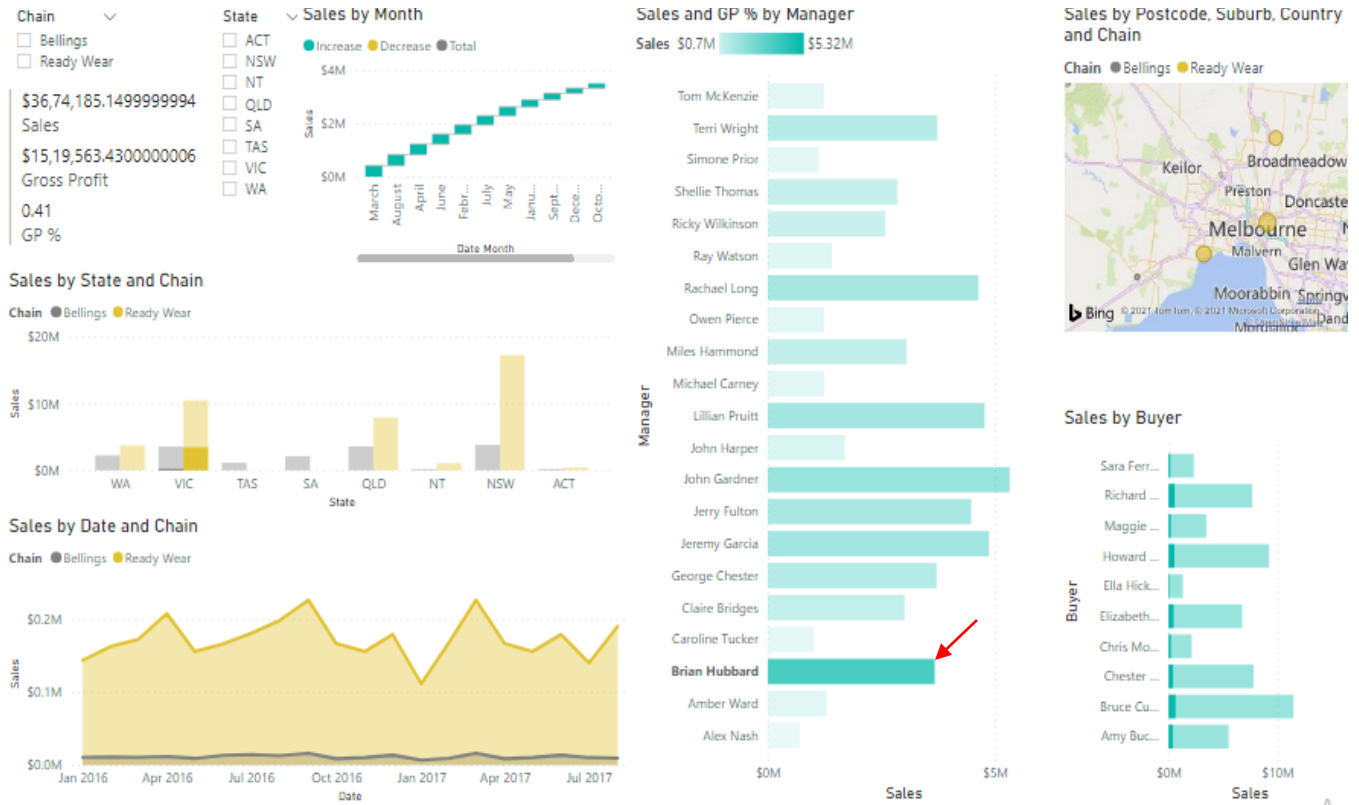 Chain
Bellings
Ready Wear
$36,74,185.1499999994
Sales
$15,19,563.4300000006
Gross Profit
0.41
GP %
State
ACT
NSW
NT
QLD
SA
TAS
VIC
WA
Sales by Month
Increase Decrease Total
$4M
$2M
$0M
Sales
March
August
April
June
Febr...
July
May
Janu...
Sept...
Dece...
Octo...
Date Month
Sales by State and Chain
Chain Bellings Ready Wear
$20M
$10M
$0M
Sales
WA VIC TAS SA QLD NT NSW ACT
State
Sales by Date and Chain
Chain Bellings Ready Wear
$0.2M
$0.1M
$0.0M
Sales
Jan 2016 Apr 2016 Jul 2016 Oct 2016 Jan 2017 Apr 2017 Jul 2017
Date
Sales and GP % by Manager
Sales $0.7M $5.32M
Manager
Tom McKenzie
Terri Wright
Simone Prior
Shellie Thomas
Ricky Wilkinson
Ray Watson
Rachael Long
Owen Pierce
Miles Hammond
Michael Carney
Lillian Pruitt
John Harper
John Gardner
Jerry Fulton
Jeremy Garcia
George Chester
Claire Bridges
Caroline Tucker
Brian Hubbard
Amber Ward
Alex Nash
$0M $5M
Sales
Sales by Postcode, Suburb, Country
and Chain
Chain Bellings Ready Wear
Keilor
Broadmeadow
Preston
Doncaste
Melbourne
Malvern
Glen Wa
Moorabbin Springv
Bing © 2021 TomTom, © 2021 Microsoft Corporation
Dand
Sales by Buyer
Buyer
Sara Ferr...
Richard ...
Maggie ...
Howard ...
Ella Hick...
Elizabeth...
Chris Mo...
Chester ...
Bruce Cu...
Amy Buc...
$0M $10M
Sales